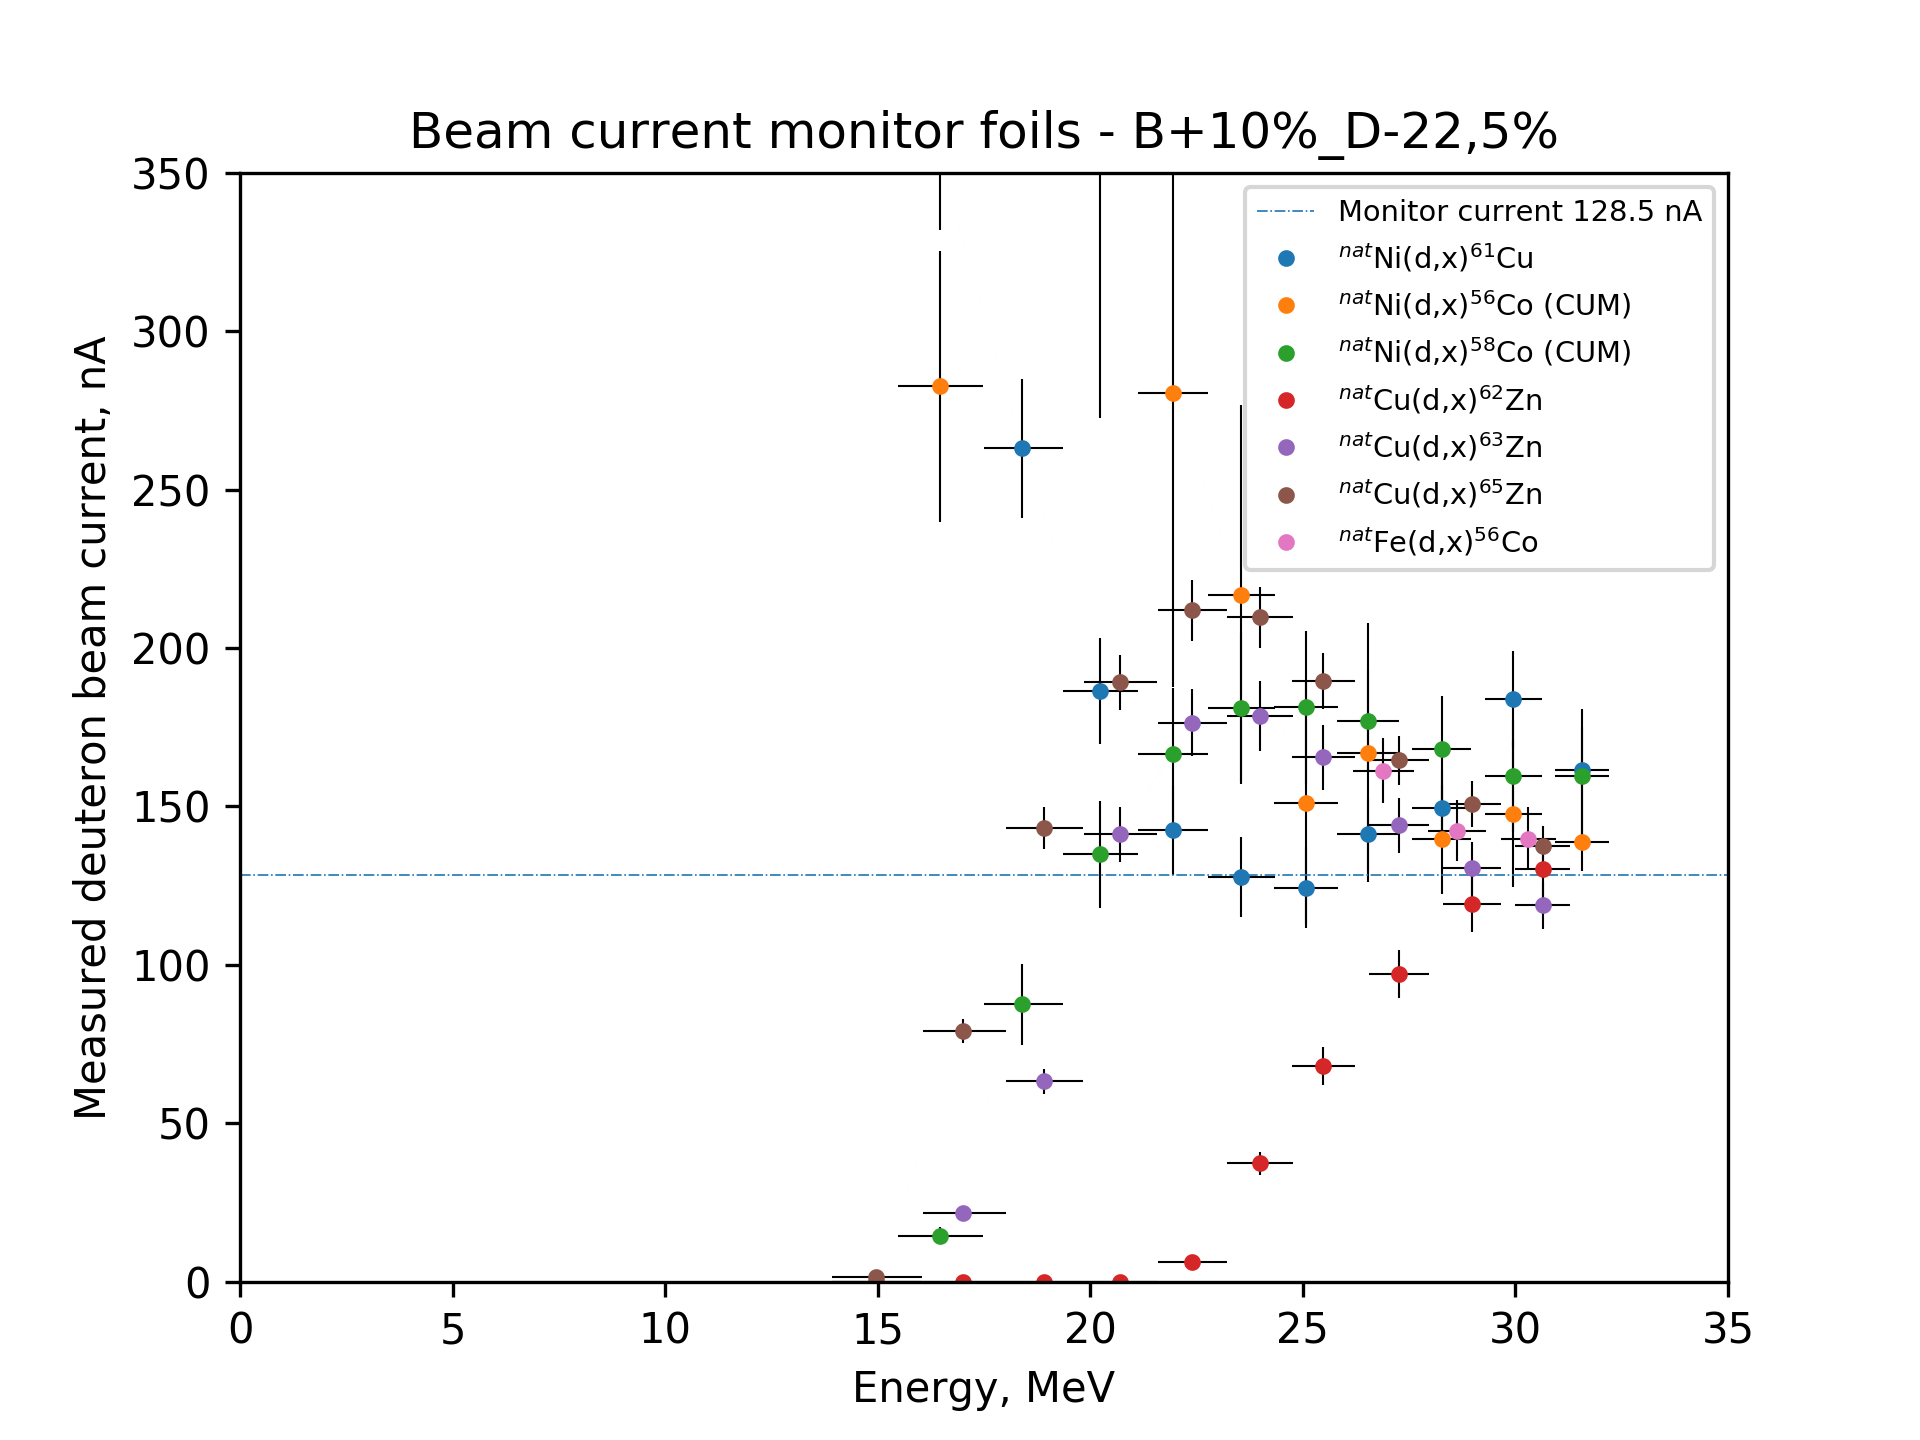 Beam current monitor foils - B+10%_D-22,5%
Measured deuteron beam current, nA
350
300
250
200
150
100
50
0
Monitor current 128.5 nA
ⁿᵃᵗNi(d,x)⁶¹Cu
ⁿᵃᵗNi(d,x)⁵⁶Co (CUM)
ⁿᵃᵗNi(d,x)⁵⁸Co (CUM)
ⁿᵃᵗCu(d,x)⁶²Zn
ⁿᵃᵗCu(d,x)⁶³Zn
ⁿᵃᵗCu(d,x)⁶⁵Zn
ⁿᵃᵗFe(d,x)⁵⁶Co
0 5 10 15 20 25 30 35
Energy, MeV